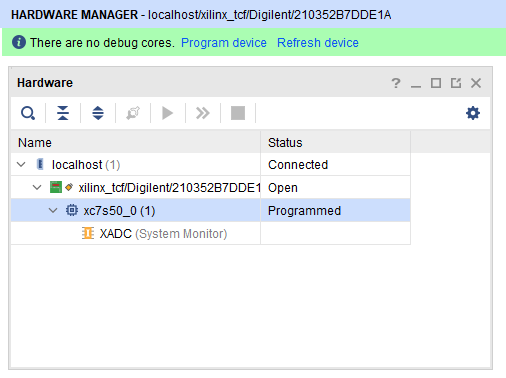 HARDWARE MANAGER - localhost/xilinx_tcf/Digilent/210352B7DDE1A
There are no debug cores. Program device Refresh device
Hardware
Name Status
localhost (1) Connected
xilinx_tcf/Digilent/210352B7DDE1 Open
xc7s50_0 (1) Programmed
XADC (System Monitor)